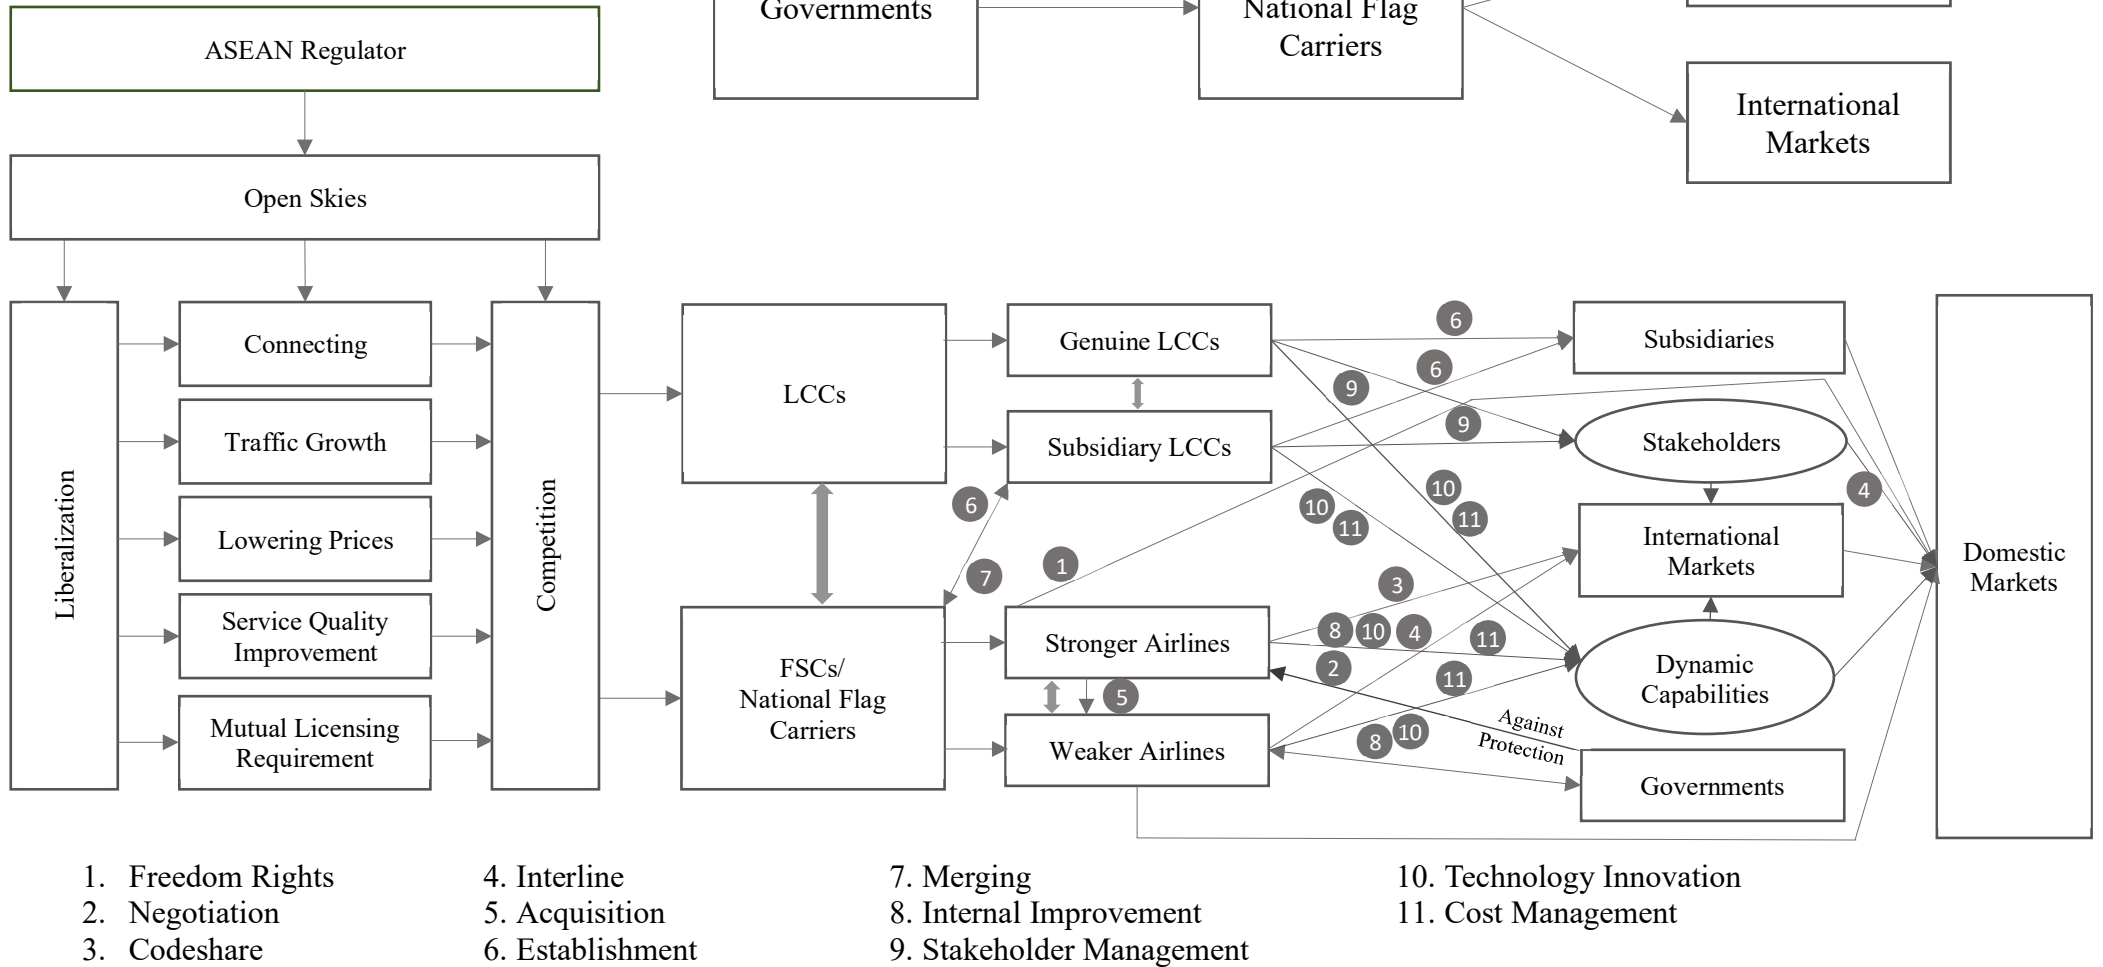 Governments
National Flag
Carriers
International
Markets
ASEAN Regulator
Open Skies
Liberalization
Connecting
Traffic Growth
Lowering Prices
Service Quality
Improvement
Mutual Licensing
Requirement
Competition
LCCs
FSCs/
National Flag
Carriers
6
7
Genuine LCCs
Subsidiary LCCs
1
Stronger Airlines
5
Weaker Airlines
6
6
9
9
10
11
10
11
3
8 10 4 11
2
11
8 10
Against
Protection
Subsidiaries
Stakeholders
4
International
Markets
Dynamic
Capabilities
Governments
Domestic
Markets
1. Freedom Rights
2. Negotiation
3. Codeshare
4. Interline
5. Acquisition
6. Establishment
7. Merging
8. Internal Improvement
9. Stakeholder Management
10. Technology Innovation
11. Cost Management